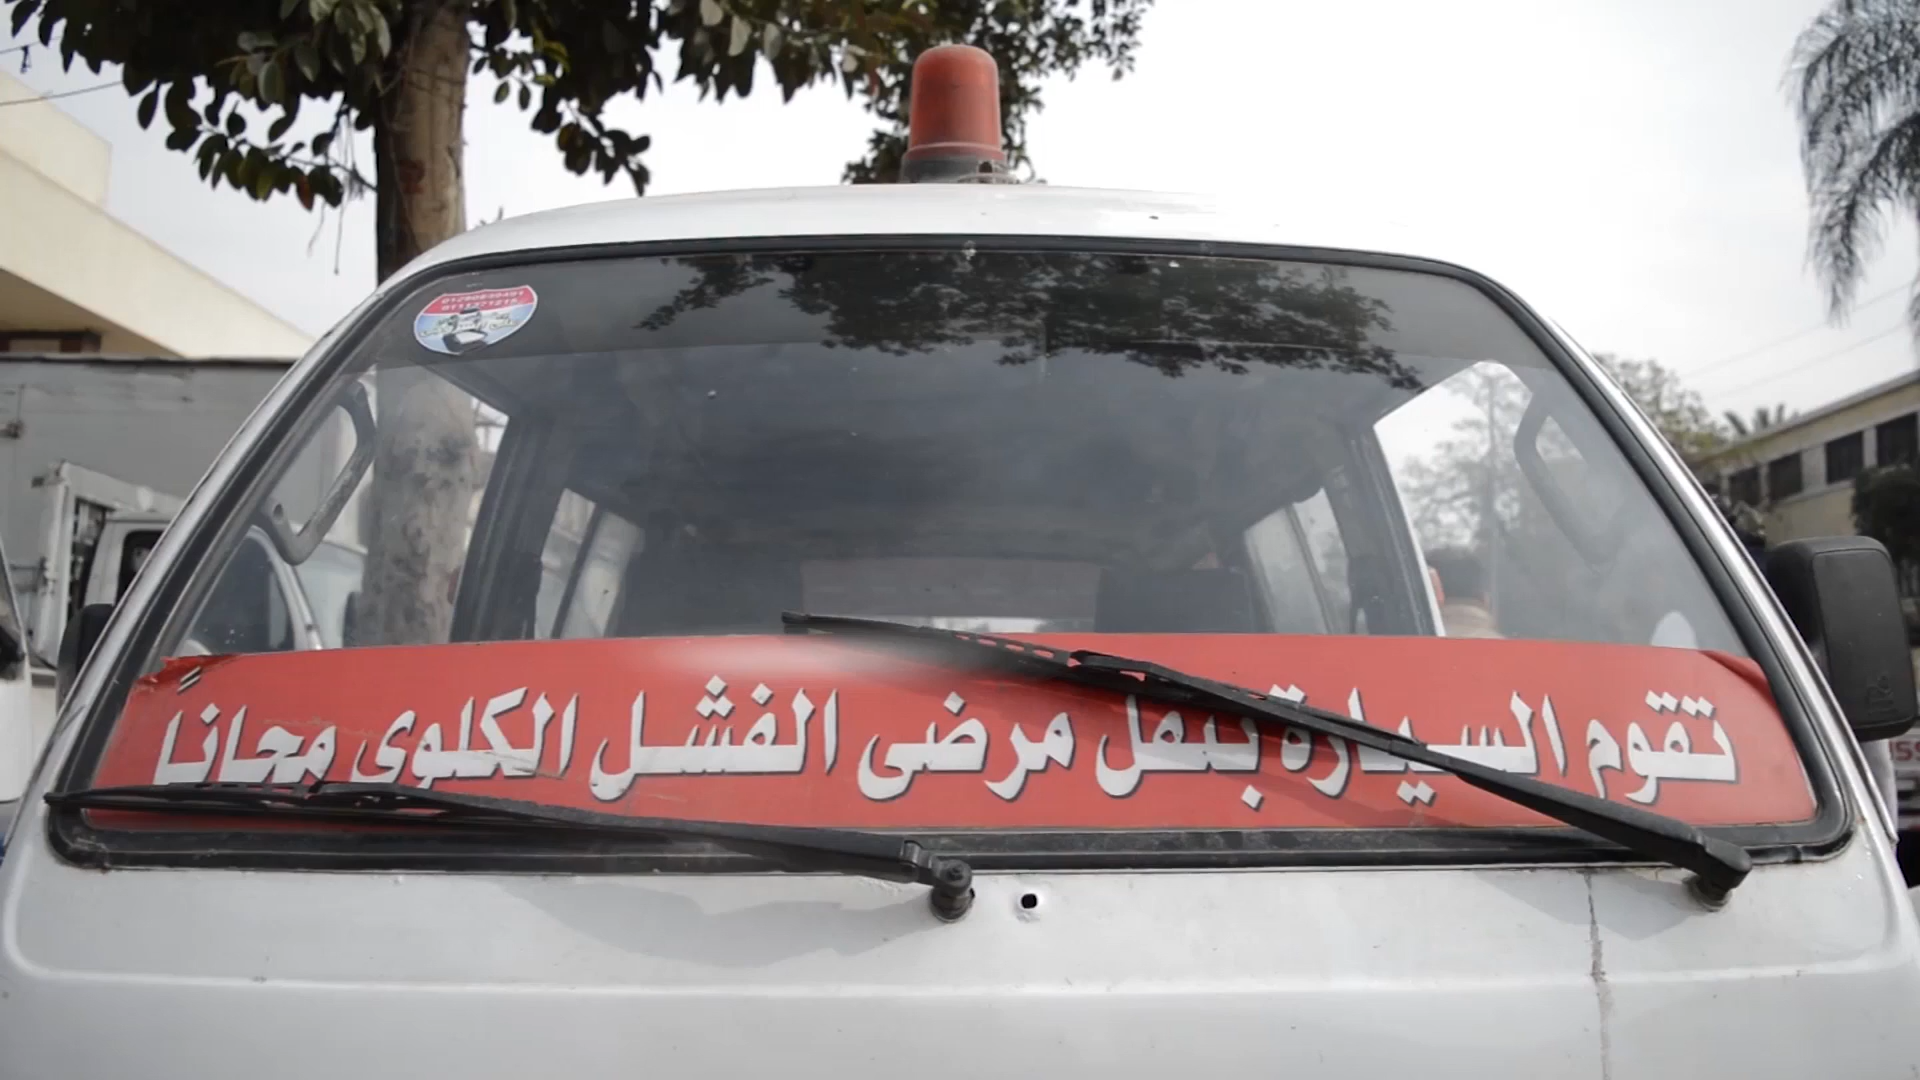 تقوم السيارة بنقل مرضى الفشل الكلوى مجاناً